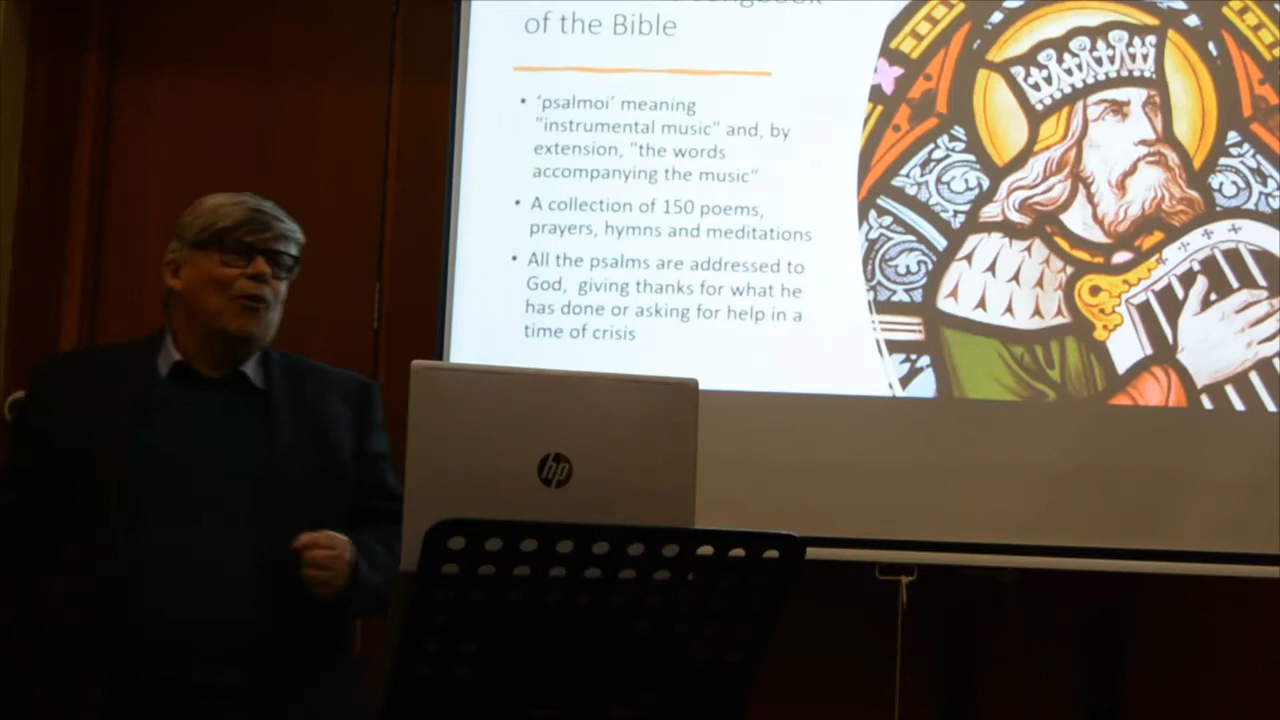 of the Bible
• 'psalmoi' meaning
"instrumental music" and, by
extension, "the words
accompanying the music"
• A collection of 150 poems,
prayers, hymns and meditations
• All the psalms are addressed to
God, giving thanks for what he
has done or asking for help in a
time of crisis
hp